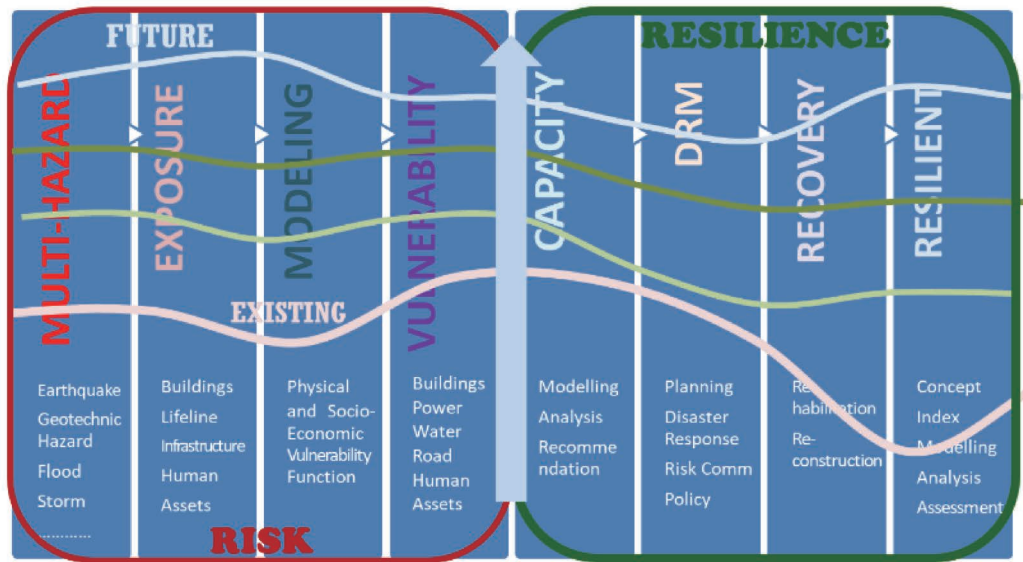 FUTURE
RESILIENCE
MULTI-HAZARD
EXPOSURE
MODELING
VULNERABILITY
CAPACITY
DRM
RECOVERY
RESILIENT
EXISTING
Earthquake
Geotechnic
Hazard
Flood
Storm
............
Buildings
Lifeline
Infrastructure
Human
Assets
Physical
and Socio-
Economic
Vulnerability
Function
Buildings
Power
Water
Road
Human
Assets
Modelling
Analysis
Recomme
ndation
Planning
Disaster
Response
Risk Comm
Policy
Re-
habilitation
Re-
construction
Concept
Index
Modelling
Analysis
Assessment
RISK